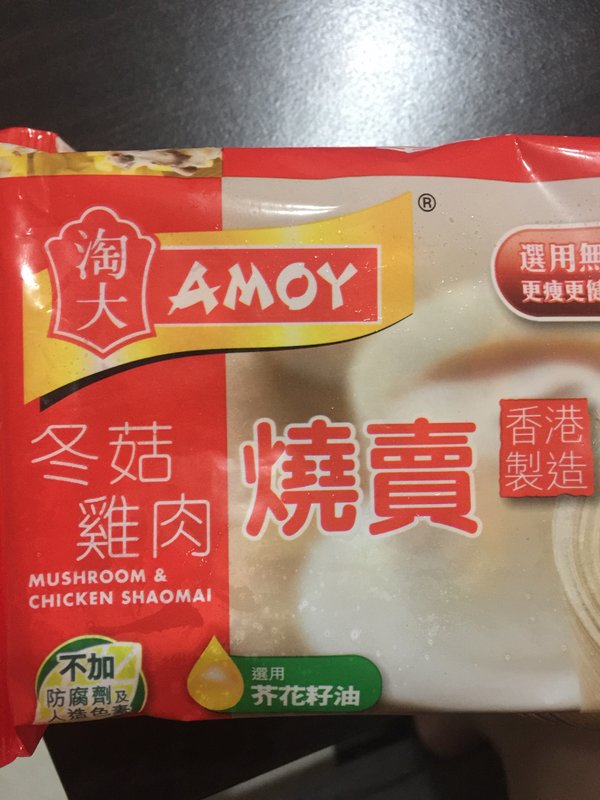 淘大
AMOY
®
選用無
更瘦更健
冬菇
雞肉
燒賣
香港
製造
MUSHROOM &
CHICKEN SHAOMAI
不加
防腐劑及
人造色素
選用
芥花籽油